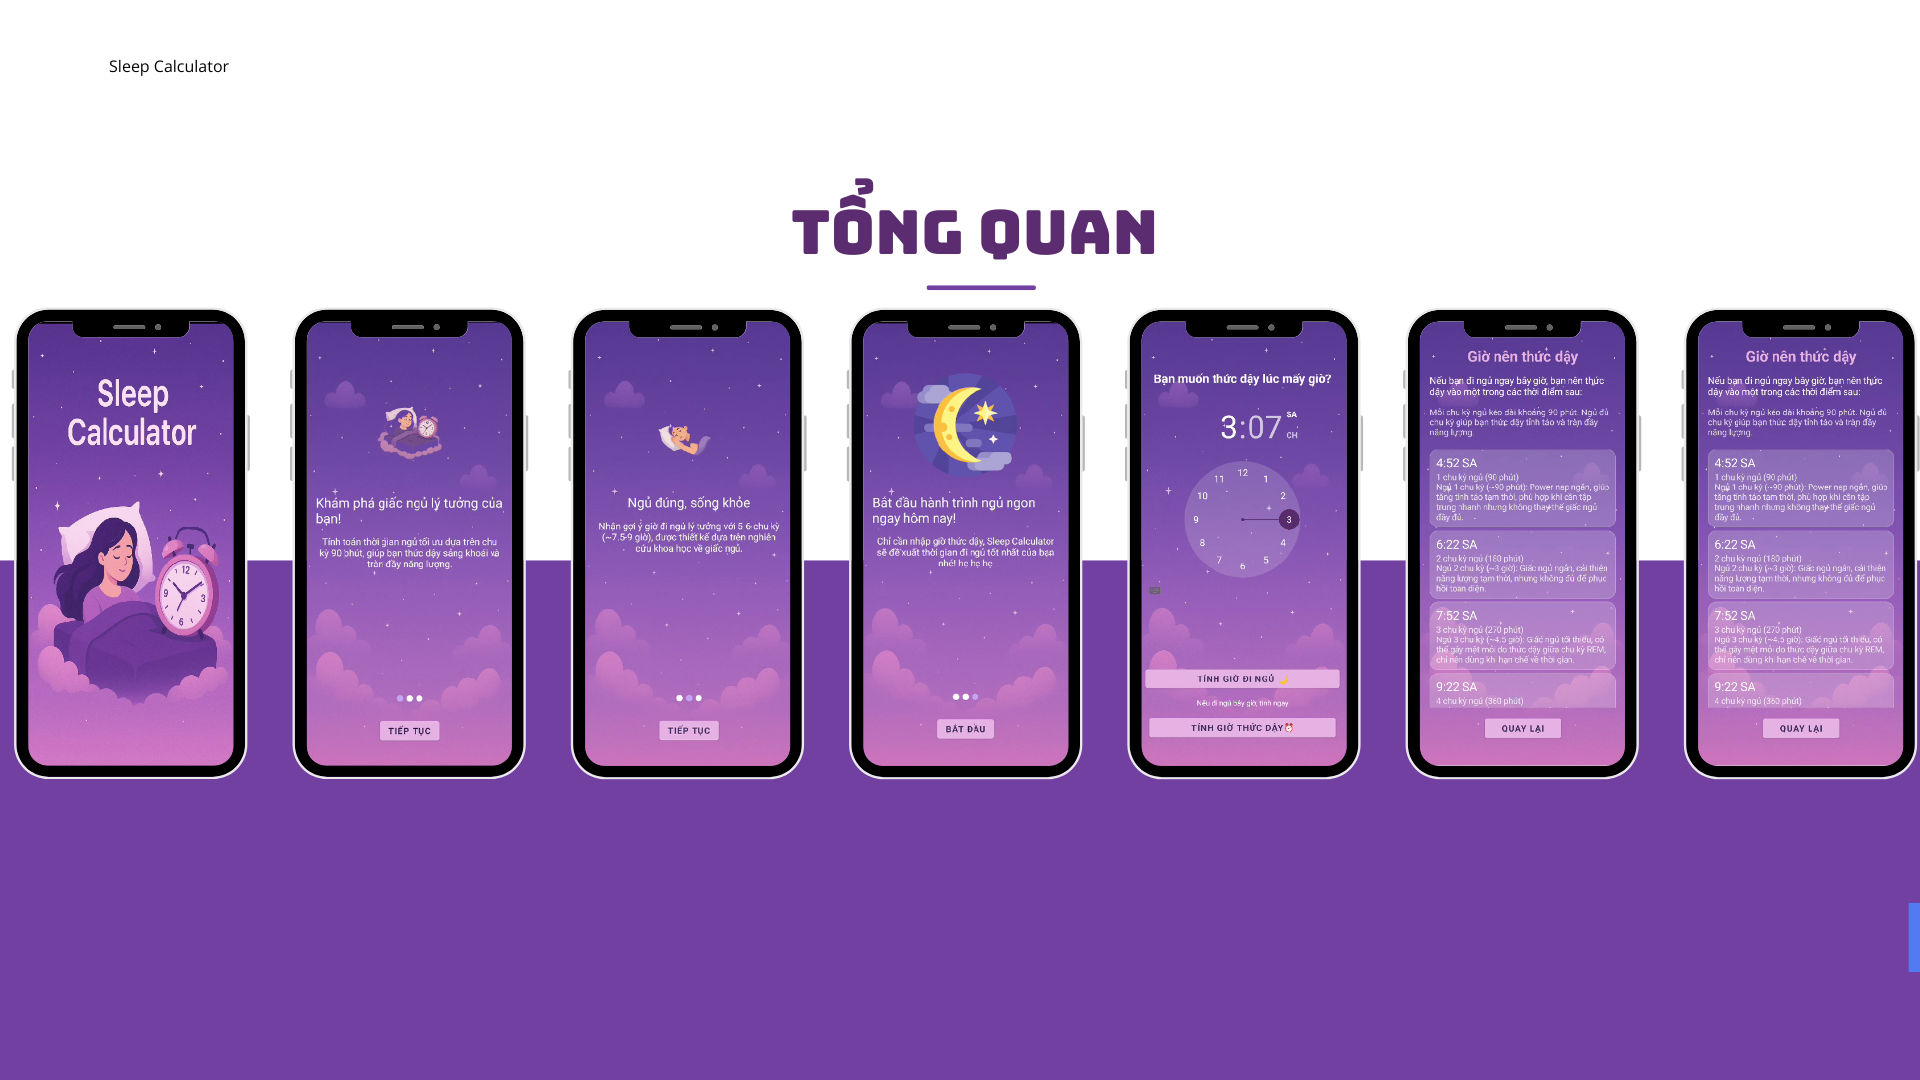 Sleep Calculator
TỔNG QUAN
Sleep
Calculator
12
3
6
9
Khám phá giấc ngủ lý tưởng của
bạn!
Tính toán thời gian ngủ tối ưu dựa trên chu
kỳ 90 phút, giúp bạn thức dậy sảng khoái và
tràn đầy năng lượng.
TIẾP TỤC
Ngủ đúng, sống khỏe
Nhận gợi ý giờ đi ngủ lý tưởng với 5 6 chu kỳ
(~7.5-9 giờ), được thiết kế dựa trên nghiên
cứu khoa học về giấc ngủ.
TIẾP TỤC
Bắt đầu hành trình ngủ ngon
ngay hôm nay!
Chỉ cần nhập giờ thức dậy, Sleep Calculator
sẽ đề xuất thời gian đi ngủ tốt nhất của bạn
nhé! hẹ hẹ hẹ
BẮT ĐẦU
Bạn muốn thức dậy lúc mấy giờ?
3:07
SA
CH
12
11 1
10 2
9 3
8 4
7 5
6
TÍNH GIỜ ĐI NGỦ 🌙
Nếu đi ngủ bây giờ, tính ngay
TÍNH GIỜ THỨC DẬY⏰
Giờ nên thức dậy
Nếu bạn đi ngủ ngay bây giờ, bạn nên thức
dậy vào một trong các thời điểm sau:
Mỗi chu kỳ ngủ kéo dài khoảng 90 phút. Ngủ đủ
chu kỳ giúp bạn thức dậy tỉnh táo và tràn đầy
năng lượng.
4:52 SA
1 chu kỳ ngủ (90 phút)
Ngủ 1 chu kỳ (~90 phút): Power nap ngắn, giúp
tăng tỉnh táo tạm thời, phù hợp khi cần tập
trung nhanh nhưng không thay thế giấc ngủ
đầy đủ.
6:22 SA
2 chu kỳ ngủ (180 phút)
Ngủ 2 chu kỳ (~3 giờ): Giấc ngủ ngắn, cải thiện
năng lượng tạm thời, nhưng không đủ để phục
hồi toàn diện.
7:52 SA
3 chu kỳ ngủ (270 phút)
Ngủ 3 chu kỳ (~4.5 giờ): Giấc ngủ tối thiểu, có
thể gây mệt mỏi do thức dậy giữa chu kỳ REM,
chỉ nên dùng khi hạn chế về thời gian.
9:22 SA
4 chu kỳ ngủ (360 phút)
QUAY LẠI
Giờ nên thức dậy
Nếu bạn đi ngủ ngay bây giờ, bạn nên thức
dậy vào một trong các thời điểm sau:
Mỗi chu kỳ ngủ kéo dài khoảng 90 phút. Ngủ đủ
chu kỳ giúp bạn thức dậy tỉnh táo và tràn đầy
năng lượng.
4:52 SA
1 chu kỳ ngủ (90 phút)
Ngủ 1 chu kỳ (~90 phút): Power nap ngắn, giúp
tăng tỉnh táo tạm thời, phù hợp khi cần tập
trung nhanh nhưng không thay thế giấc ngủ
đầy đủ.
6:22 SA
2 chu kỳ ngủ (180 phút)
Ngủ 2 chu kỳ (~3 giờ): Giấc ngủ ngắn, cải thiện
năng lượng tạm thời, nhưng không đủ để phục
hồi toàn diện.
7:52 SA
3 chu kỳ ngủ (270 phút)
Ngủ 3 chu kỳ (~4.5 giờ): Giấc ngủ tối thiểu, có
thể gây mệt mỏi do thức dậy giữa chu kỳ REM,
chỉ nên dùng khi hạn chế về thời gian.
9:22 SA
4 chu kỳ ngủ (360 phút)
QUAY LẠI